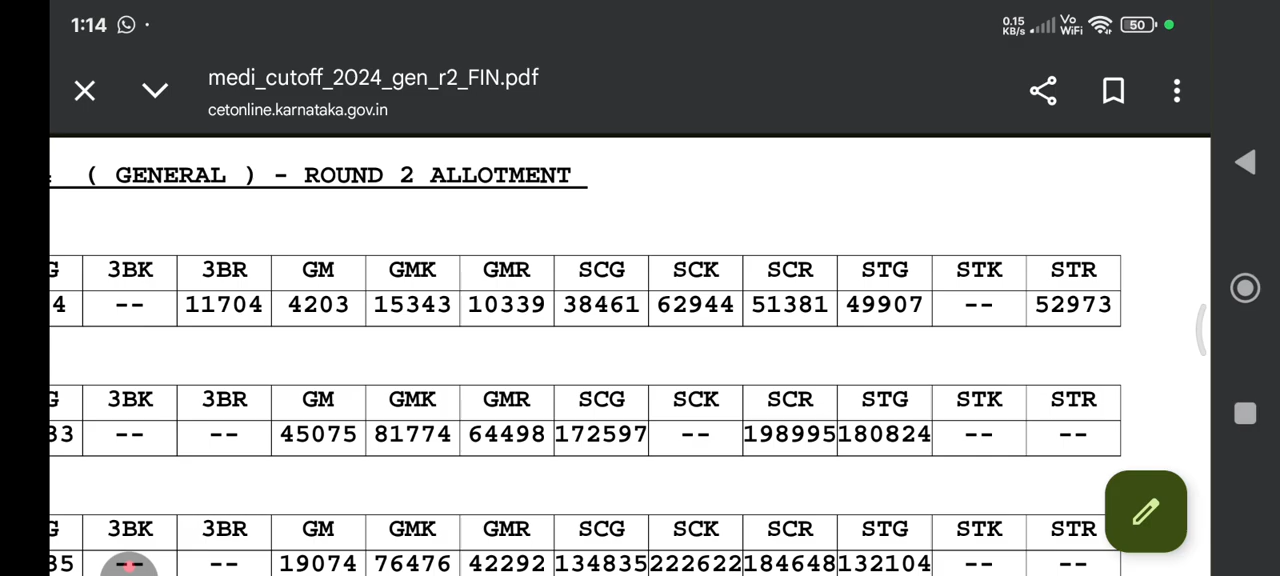 1:14
0.15 KB/s Vo WiFi 50
medi_cutoff_2024_gen_r2_FIN.pdf
cetonline.karnataka.gov.in
( GENERAL ) - ROUND 2 ALLOTMENT
G 3BK 3BR GM GMK GMR SCG SCK SCR STG STK STR
4 -- 11704 4203 15343 10339 38461 62944 51381 49907 -- 52973
G 3BK 3BR GM GMK GMR SCG SCK SCR STG STK STR
33 -- -- 45075 81774 64498 172597 -- 198995 180824 -- --
G 3BK 3BR GM GMK GMR SCG SCK SCR STG STK STR
35 -- -- 19074 76476 42292 134835 222622 184648 132104 -- --